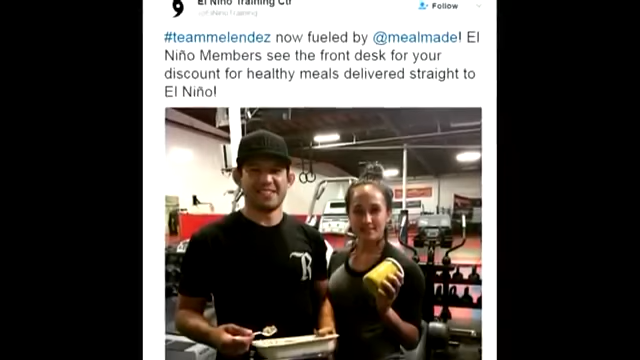 El Niño Training Ctr
Follow
#teammelendez now fueled by @mealmade! El
Niño Members see the front desk for your
discount for healthy meals delivered straight to
El Niño!